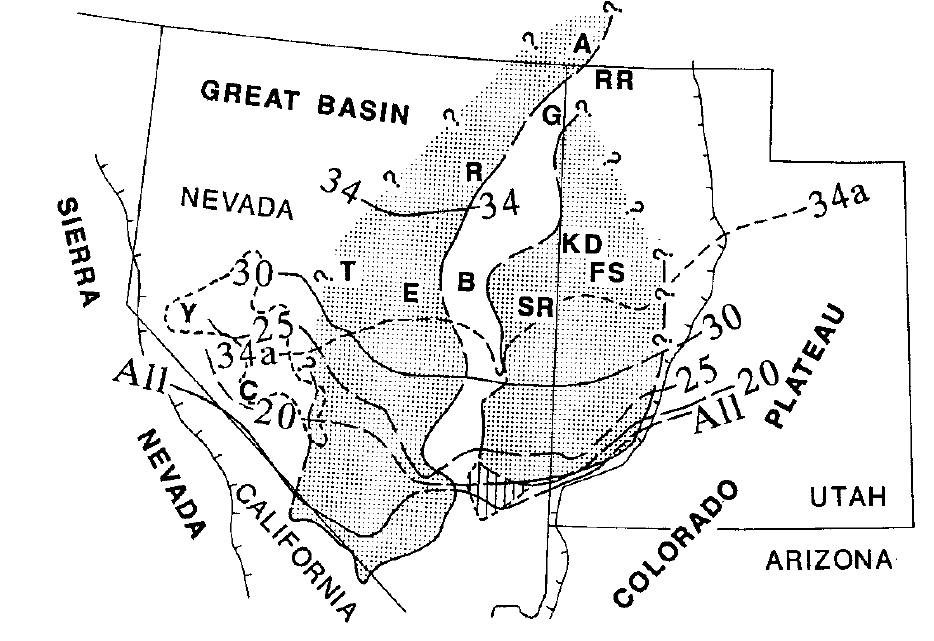 ?
?
A
RR
GREAT BASIN
?
G
?
?
R
?
34
34
34a
NEVADA
?
SIERRA
KD
FS
?
30
?
T
E
B
SR
?
Y
25
34a
?
?
30
All
C
20
?
25
20
All
PLATEAU
NEVADA
CALIFORNIA
COLORADO
UTAH
ARIZONA